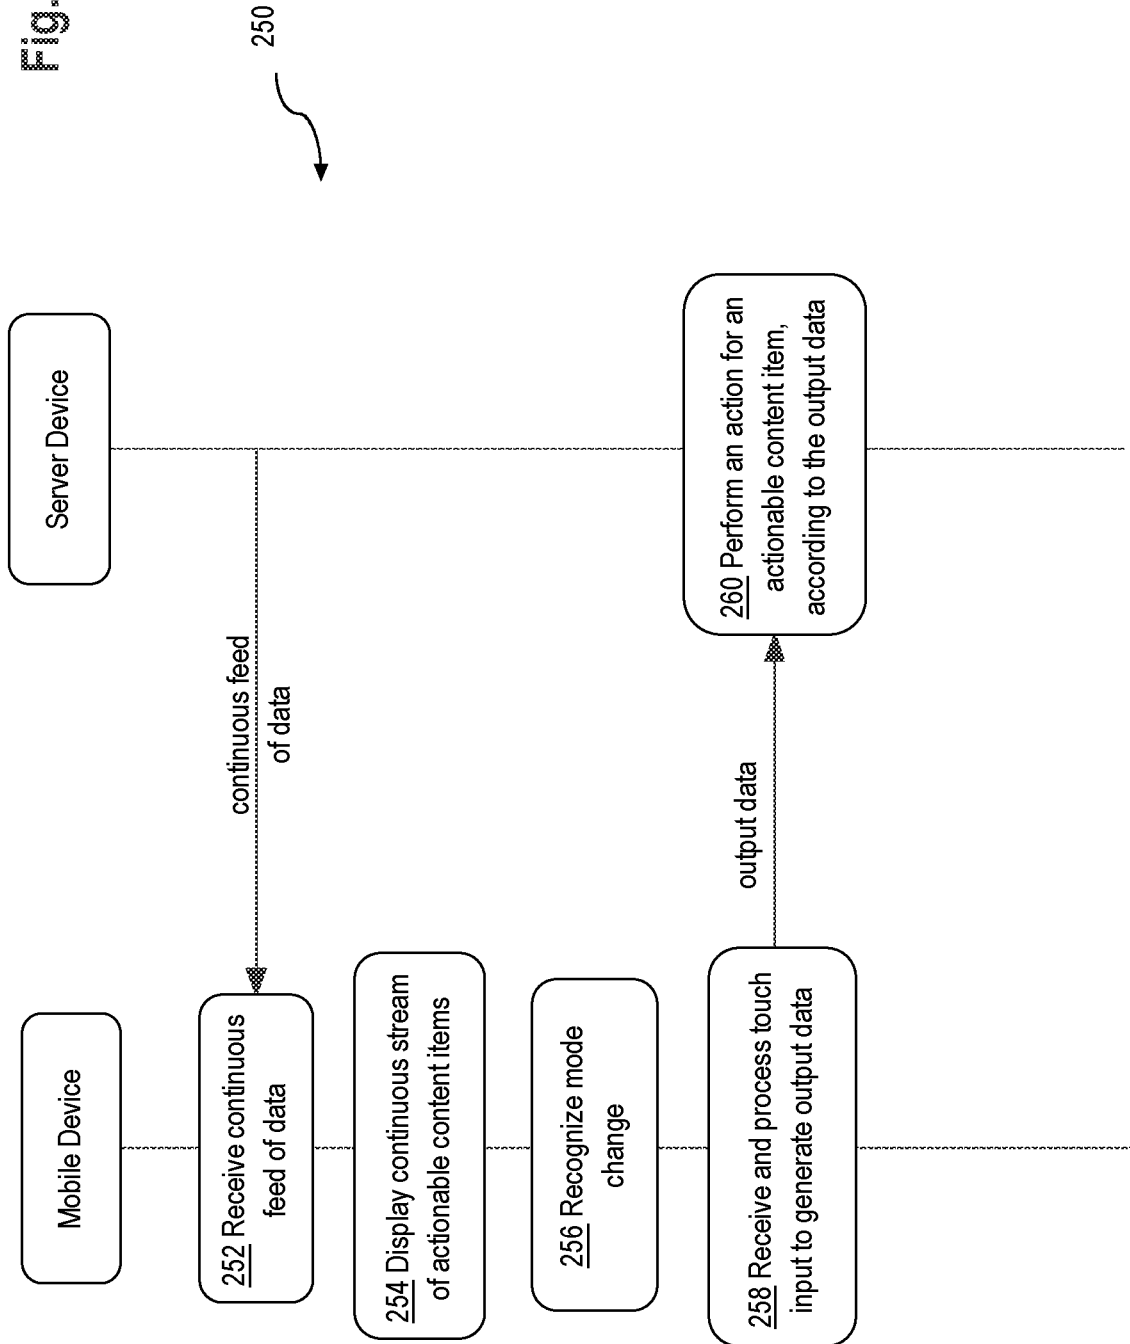 Fig.
250
Mobile Device
Server Device
252 Receive continuous
feed of data
continuous feed
of data
254 Display continuous stream
of actionable content items
256 Recognize mode
change
258 Receive and process touch
input to generate output data
output data
260 Perform an action for an
actionable content item,
according to the output data